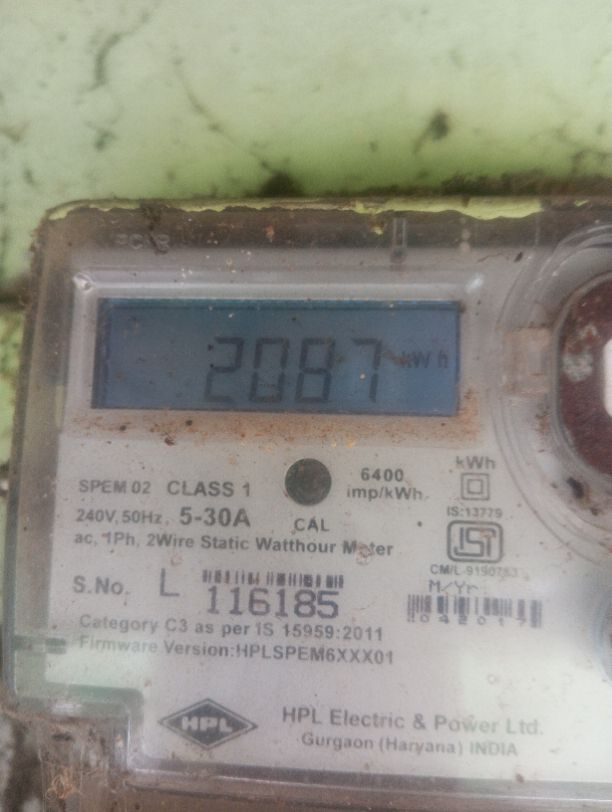 2087 kWh
SPEM 02 CLASS 1
6400
imp/kWh
kWh
240V, 50Hz, 5-30A
CAL
IS:13779
ac, 1Ph, 2Wire Static Watthour Meter
ISI
S.No. L 116185
M/Yr
042017
Category C3 as per IS 15959:2011
Firmware Version:HPLSPEM6XXX01
HPL
HPL Electric & Power Ltd.
Gurgaon (Haryana) INDIA